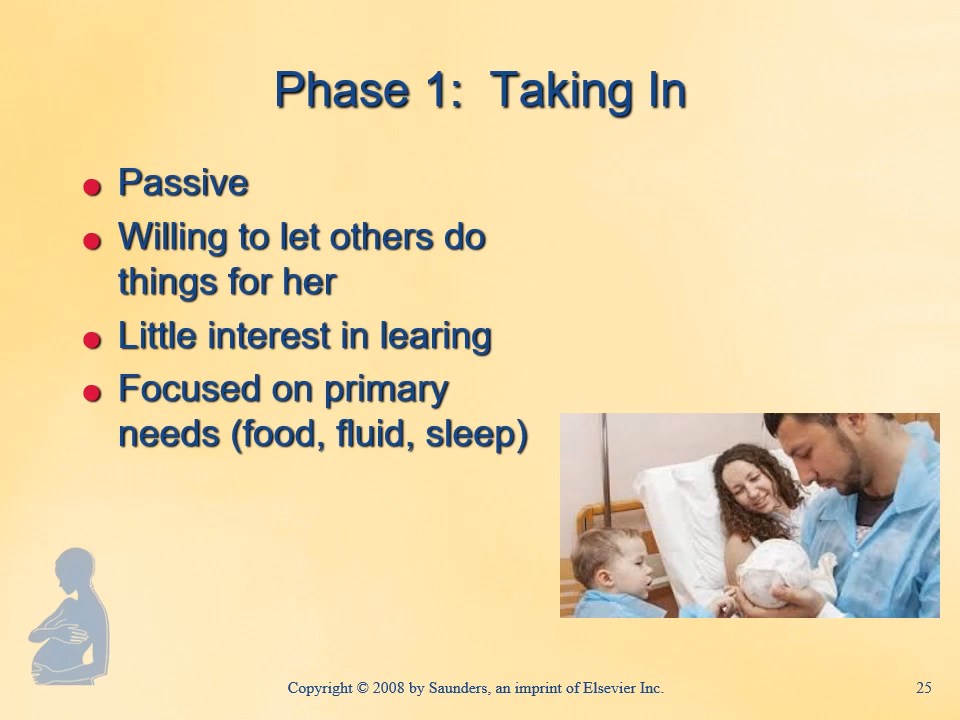 Phase 1: Taking In
Passive
Willing to let others do
things for her
Little interest in learing
Focused on primary
needs (food, fluid, sleep)
Copyright © 2008 by Saunders, an imprint of Elsevier Inc.
25